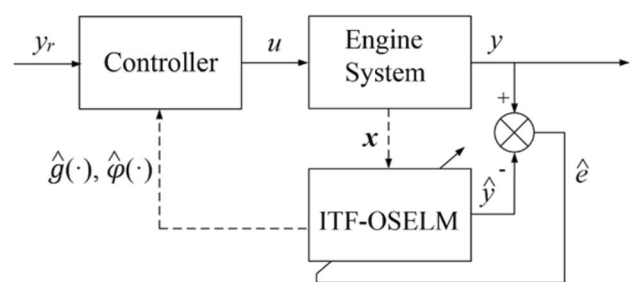 y_r
Controller
u
Engine
System
y
+
x
ĝ(·), φ̂(·)
ITF-OSELM
ŷ
-
ê